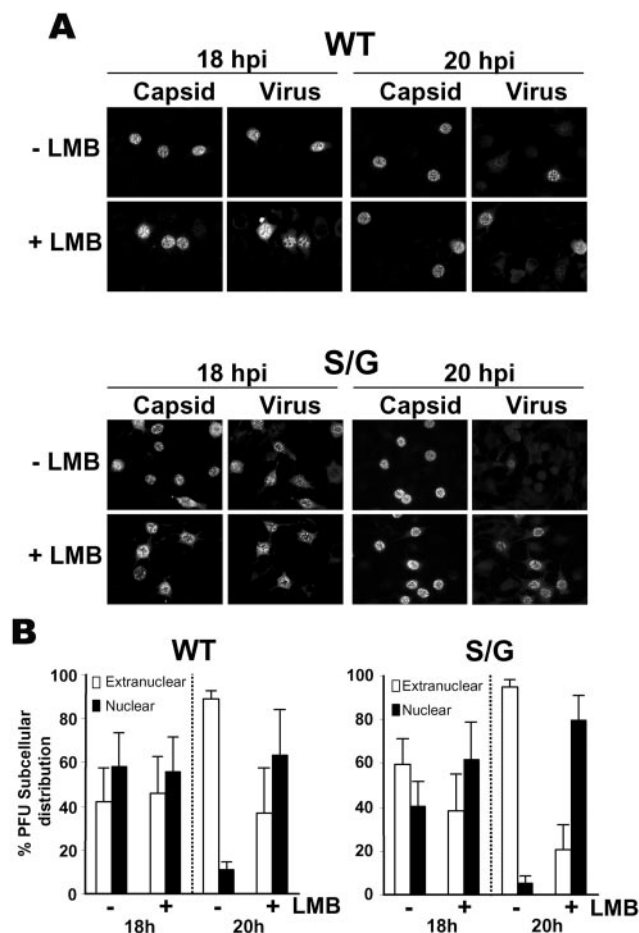 A
WT
18 hpi 20 hpi
Capsid Virus Capsid Virus
- LMB
+ LMB
S/G
18 hpi 20 hpi
Capsid Virus Capsid Virus
- LMB
+ LMB
B
WT S/G
% PFU Subcellular
distribution
100 Extranuclear 100 Extranuclear
80 Nuclear 80 Nuclear
60 60
40 40
20 20
0 0
- + - + - + - + LMB
18h 20h 18h 20h